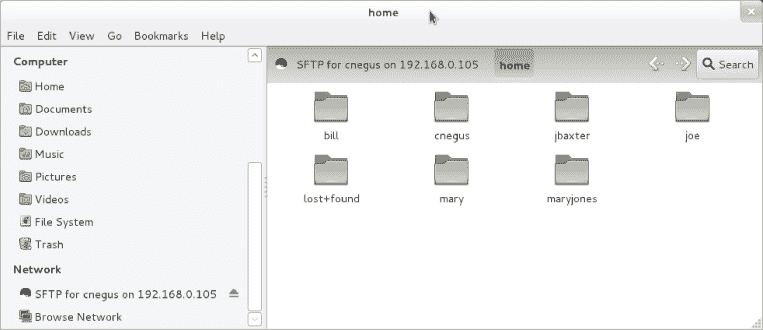 home
File Edit View Go Bookmarks Help
Computer
Home
Documents
Downloads
Music
Pictures
Videos
File System
Trash
Network
SFTP for cnegus on 192.168.0.105
Browse Network
SFTP for cnegus on 192.168.0.105 home Search
bill cnegus jbaxter joe
lost+found mary maryjones